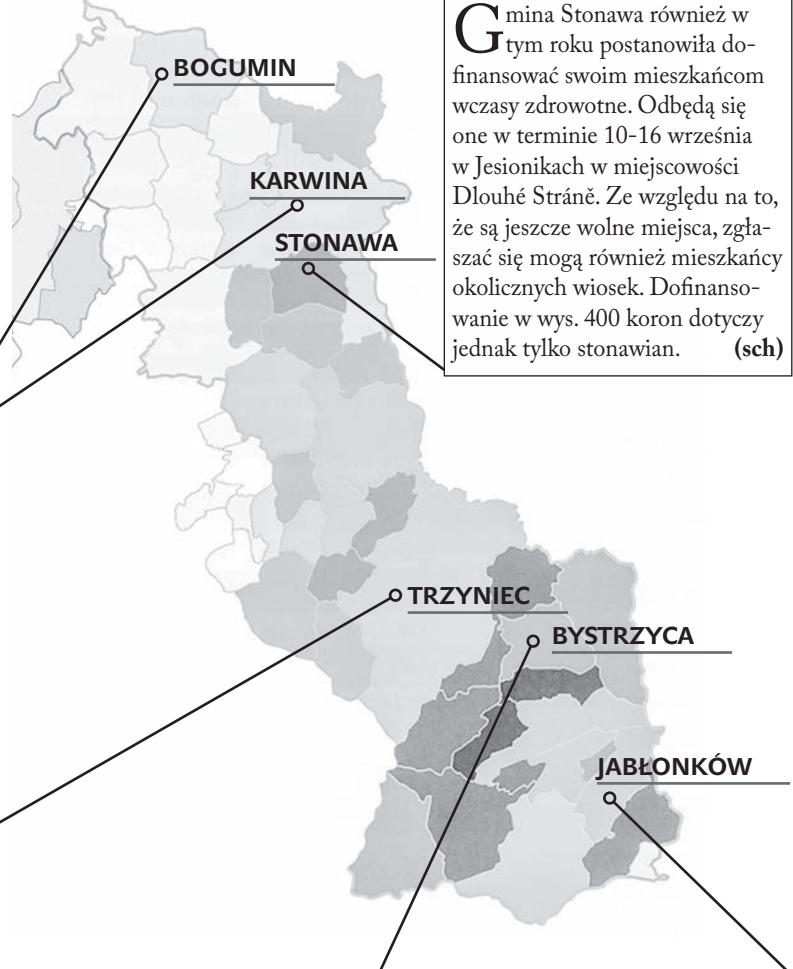 Gmina Stonawa również w
tym roku postanowiła do-
finansować swoim mieszkańcom
wczasy zdrowotne. Odbędą się
one w terminie 10-16 września
w Jesionikach w miejscowości
Dlouhé Stráně. Ze względu na to,
że są jeszcze wolne miejsca, zgła-
szać się mogą również mieszkańcy
okolicznych wiosek. Dofinanso-
wanie w wys. 400 koron dotyczy
jednak tylko stonawian. (sch)
BOGUMIN
KARWINA
STONAWA
TRZYNIEC
BYSTRZYCA
JABŁONKÓW